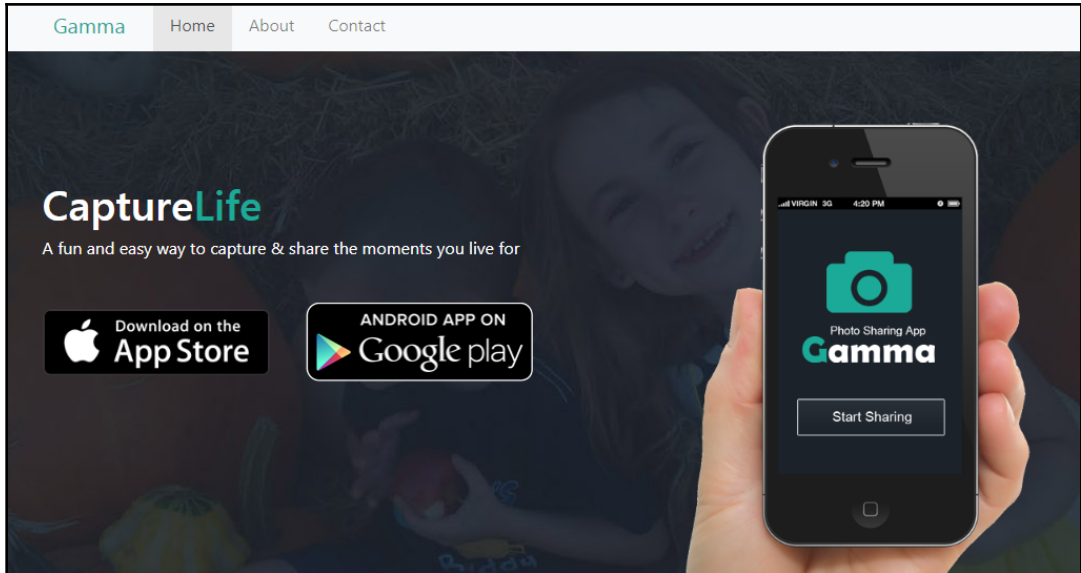 Gamma Home About Contact
CaptureLife
A fun and easy way to capture & share the moments you live for
Download on the
App Store
ANDROID APP ON
Google play
VIRGIN 3G 4:20 PM
Photo Sharing App
Gamma
Start Sharing